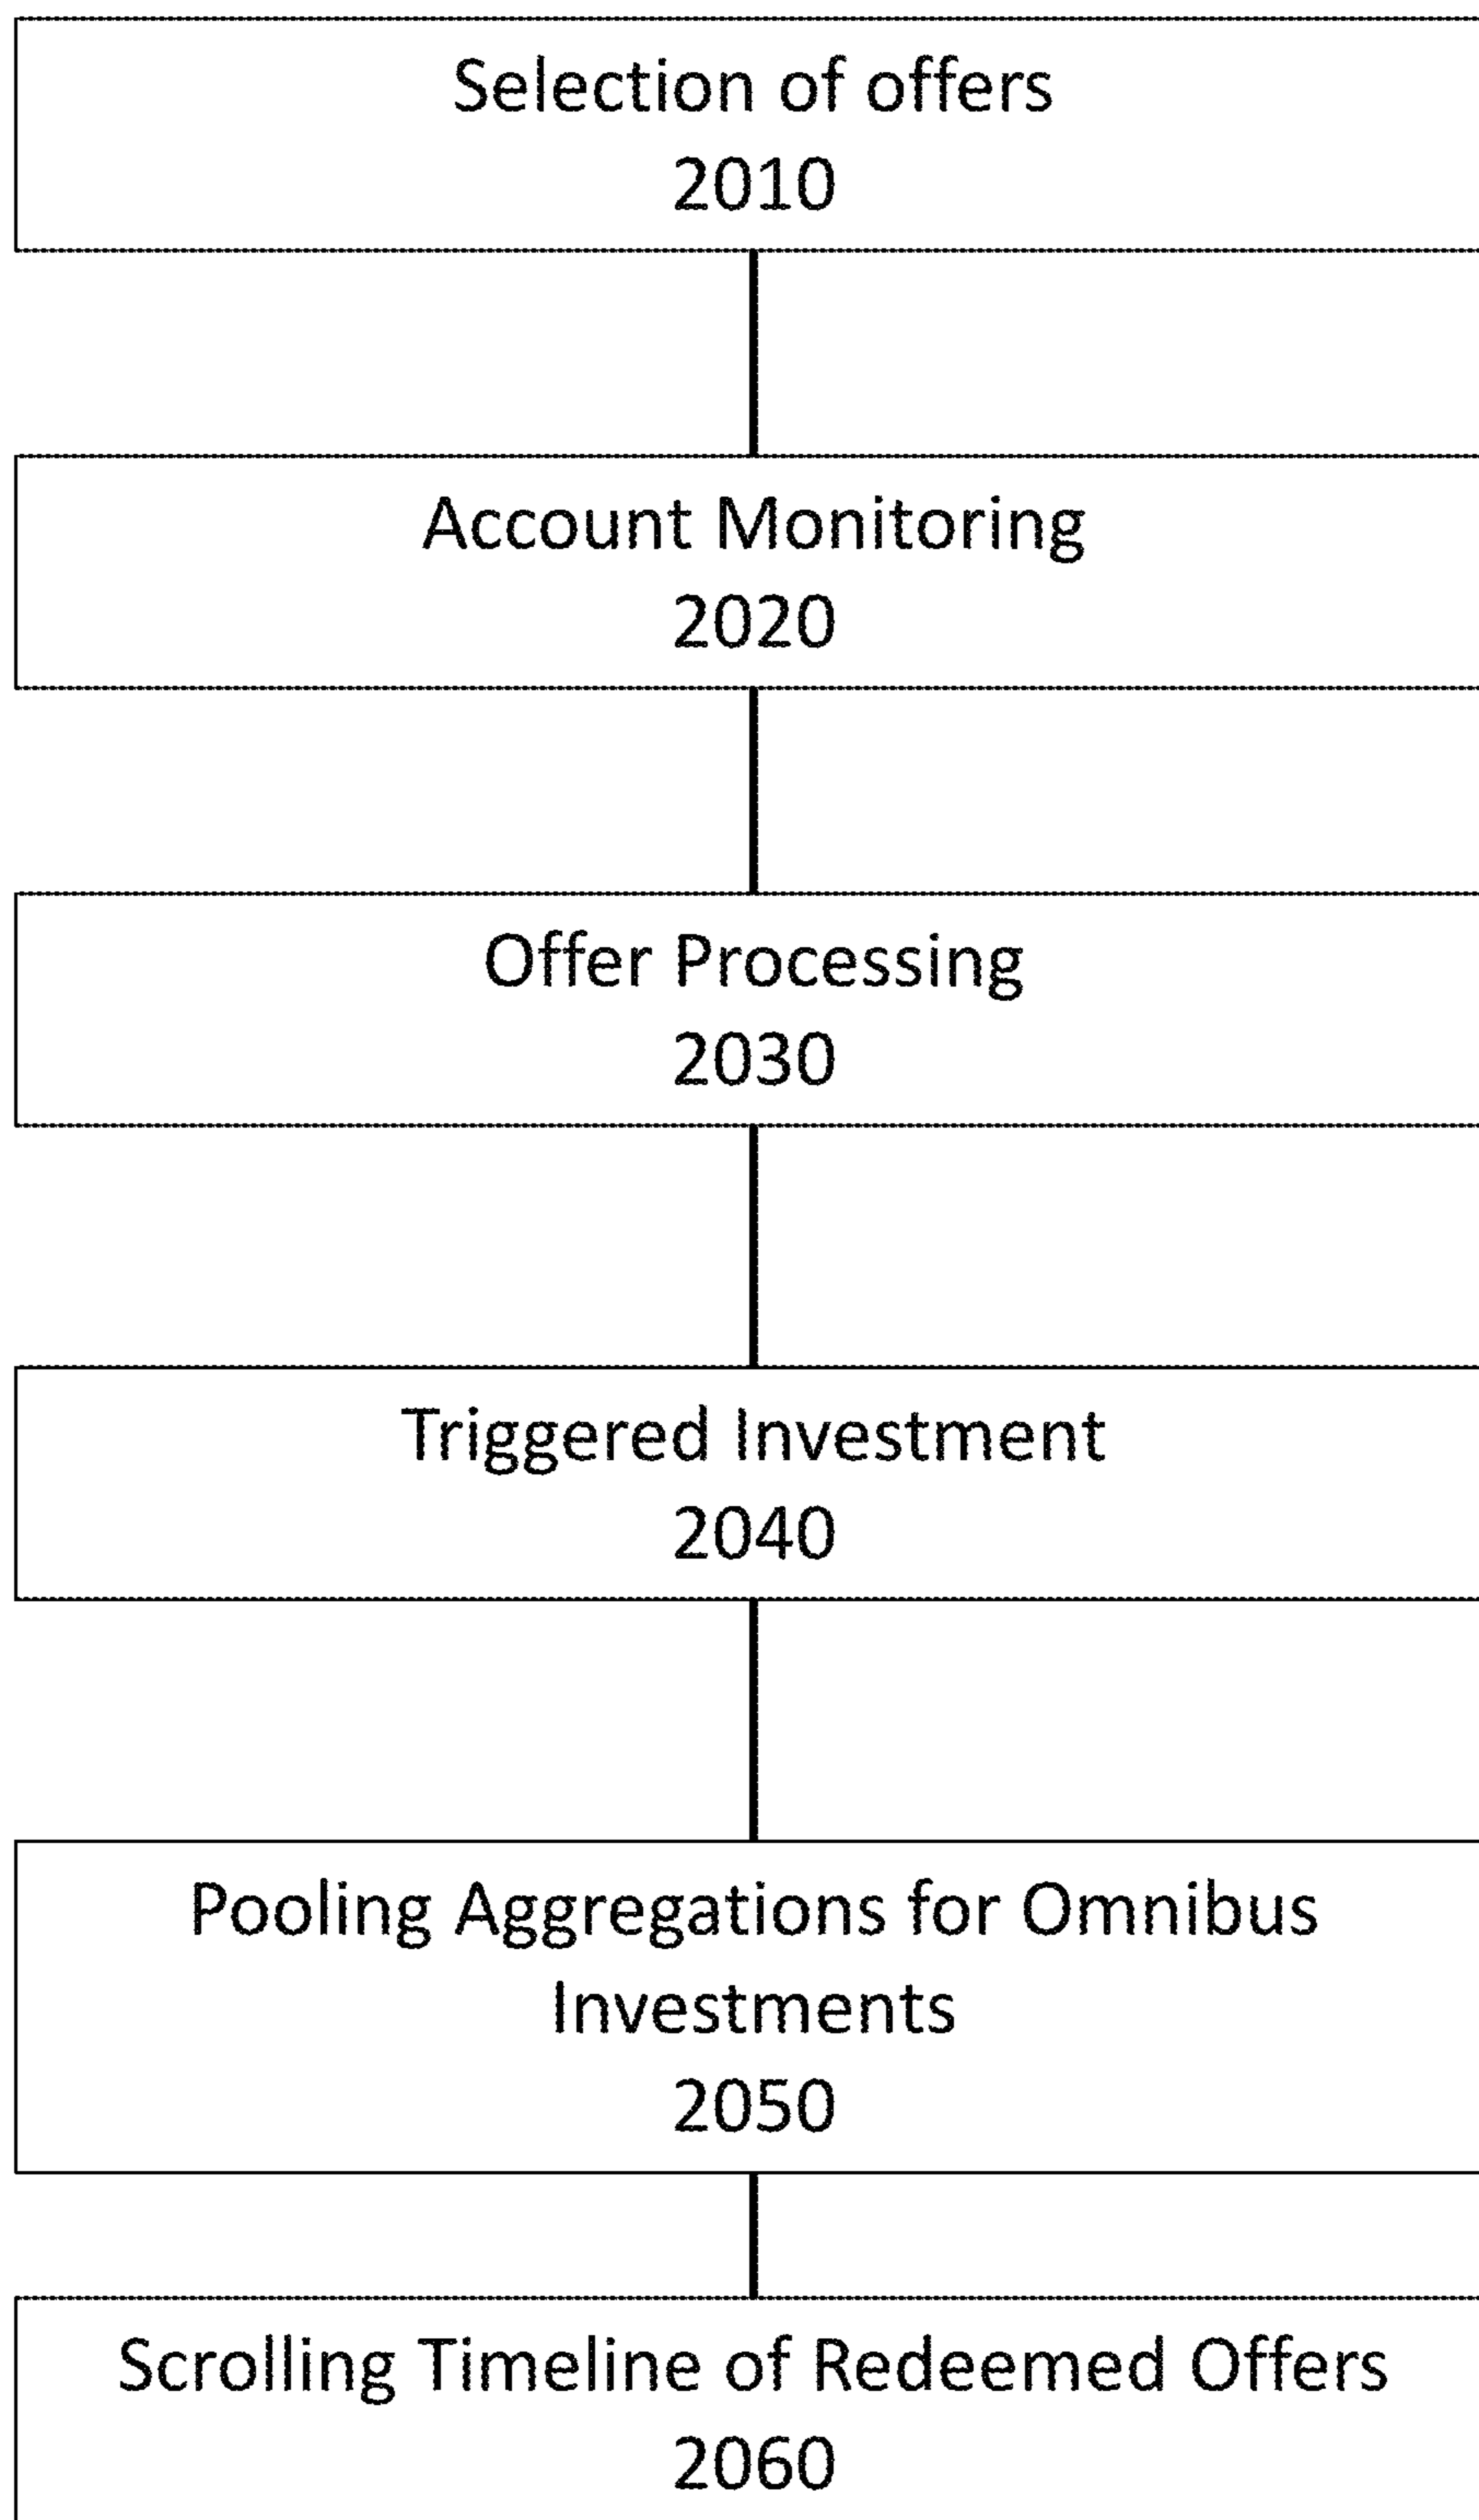 Selection of offers
2010
Account Monitoring
2020
Offer Processing
2030
Triggered Investment
2040
Pooling Aggregations for Omnibus
Investments
2050
Scrolling Timeline of Redeemed Offers
2060